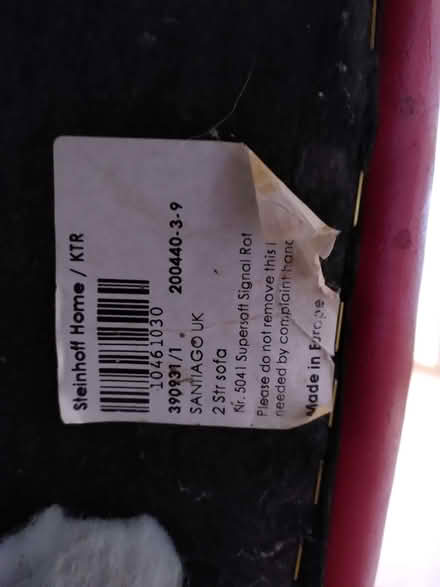 Steinhoff Home / KTR
10461030
390931/1 200440-3-9
SANTIAGO UK
2 Str sofa
Nr. 5041 Supersoft Signal Rot
Please do not remove this
needed by complaint
Made in Europe